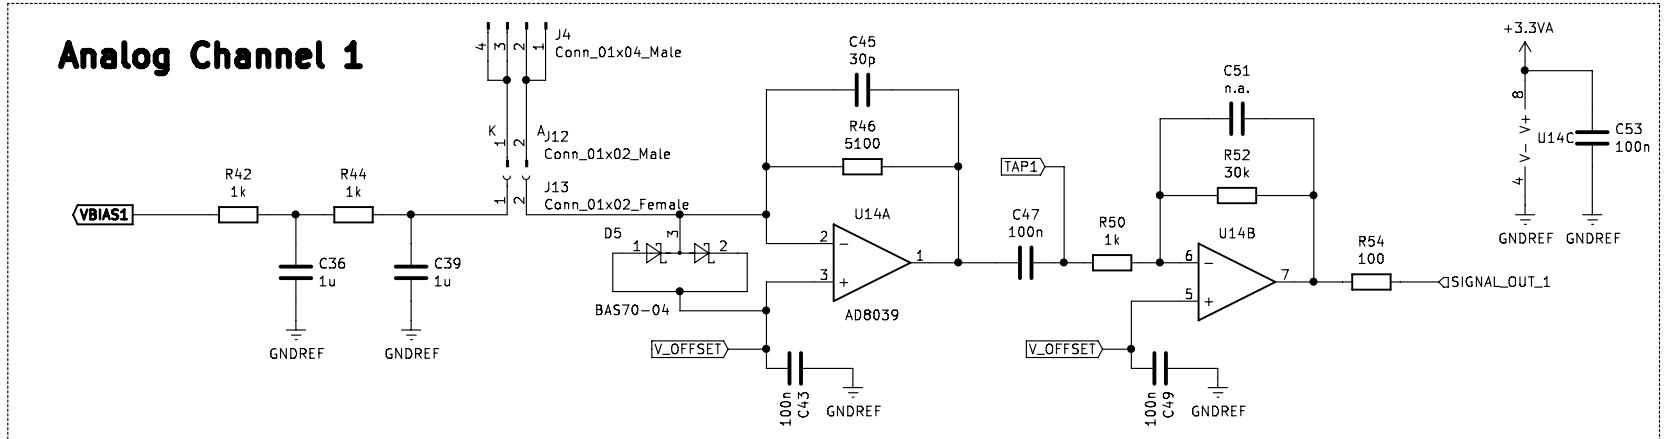 Analog Channel 1
4
3
2
1
J4
Conn_01x04_Male
K
1
2
A
J12
Conn_01x02_Male
J13
Conn_01x02_Female
1
2
VBIAS1
R42
1k
R44
1k
C36
1u
C39
1u
GNDREF
GNDREF
D5
1
3
2
BAS70-04
V_OFFSET
100n
C43
GNDREF
C45
30p
R46
5100
U14A
2
−
3
+
1
AD8039
TAP1
C47
100n
R50
1k
C51
n.a.
R52
30k
U14B
6
−
5
+
7
V_OFFSET
100n
C49
GNDREF
R54
100
SIGNAL_OUT_1
+3.3VA
8
V+
U14C
V-
4
C53
100n
GNDREF
GNDREF